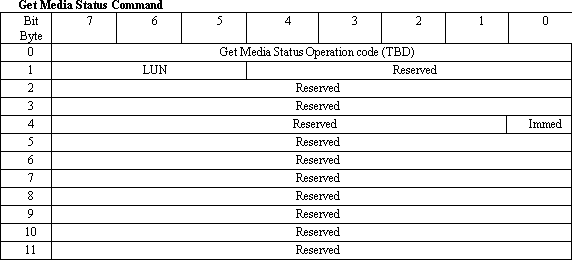 Get Media Status Command
Bit Byte 7 6 5 4 3 2 1 0
0 Get Media Status Operation code (TBD)
1 LUN Reserved
2 Reserved
3 Reserved
4 Reserved Immed
5 Reserved
6 Reserved
7 Reserved
8 Reserved
9 Reserved
10 Reserved
11 Reserved